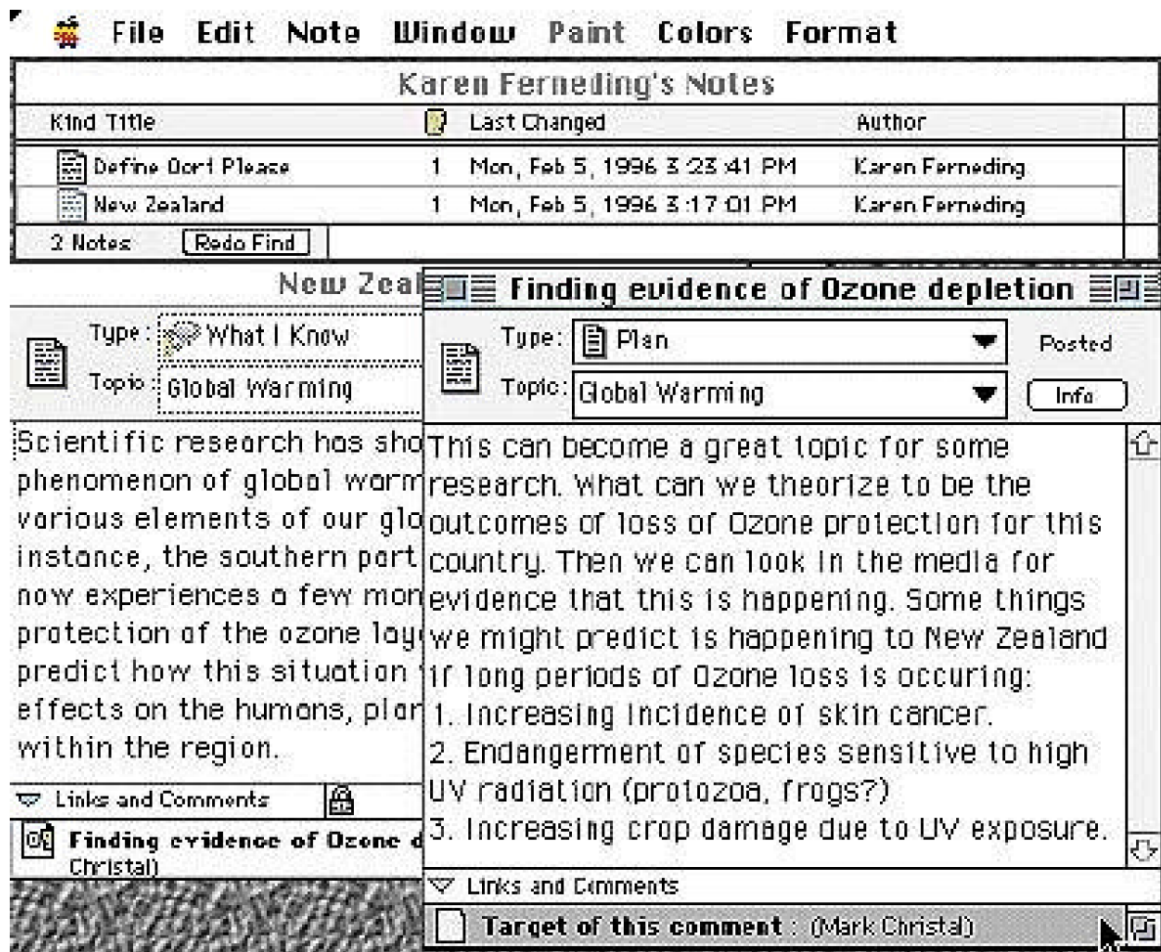 File Edit Note Window Paint Colors Format
Karen Ferneding's Notes
Kind Title Last Changed Author
Define Please 1 Mon, Feb 5, 1996 3:23:41 PM Karen Ferneding
New Zealand 1 Mon, Feb 5, 1996 3:17:01 PM Karen Ferneding
2 Notes Redo Find
New Zeal
Type: What I Know
Topic: Global Warming
Scientific research has sho
phenomenon of global warm
various elements of our glo
instance, the southern part
now experiences a few mon
protection of the ozone lay
predict how this situation
effects on the humans, plan
within the region.
Links and Comments
Finding evidence of Ozone d
Christal)
Finding evidence of Ozone depletion
Type: Plan Posted
Topic: Global Warming Info
This can become a great topic for some
research. What can we theorize to be the
outcomes of loss of Ozone protection for this
country. Then we can look in the media for
evidence that this is happening. Some things
we might predict is happening to New Zealand
if long periods of Ozone loss is occuring:
1. Increasing incidence of skin cancer.
2. Endangerment of species sensitive to high
UV radiation (protozoa, frogs?)
3. Increasing crop damage due to UV exposure.
Links and Comments
Target of this comment : (Mark Christal)